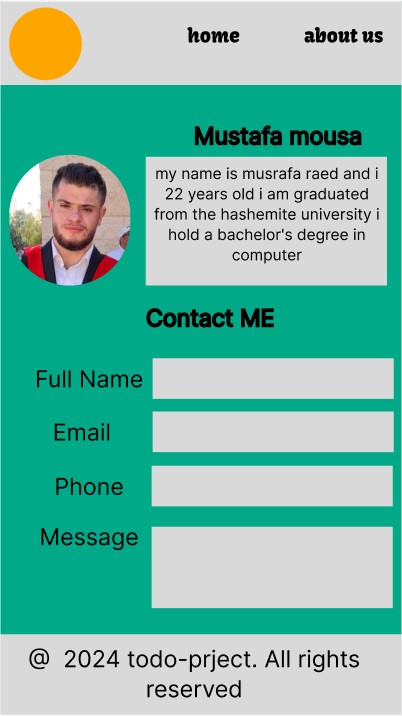 home about us
Mustafa mousa
my name is musrafa raed and i
22 years old i am graduated
from the hashemite university i
hold a bachelor's degree in
computer
Contact ME
Full Name
Email
Phone
Message
@ 2024 todo-prject. All rights
reserved